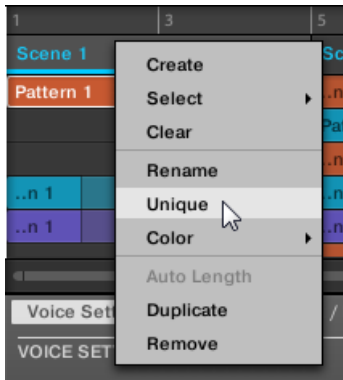 1 3 5
Scene 1 Sc
Create
Pattern 1 ..n
Select
Clear Pa
..n
Rename
..n 1 Unique ..n
..n 1 Color ..n
Auto Length
Voice Sett Duplicate /
VOICE SET Remove